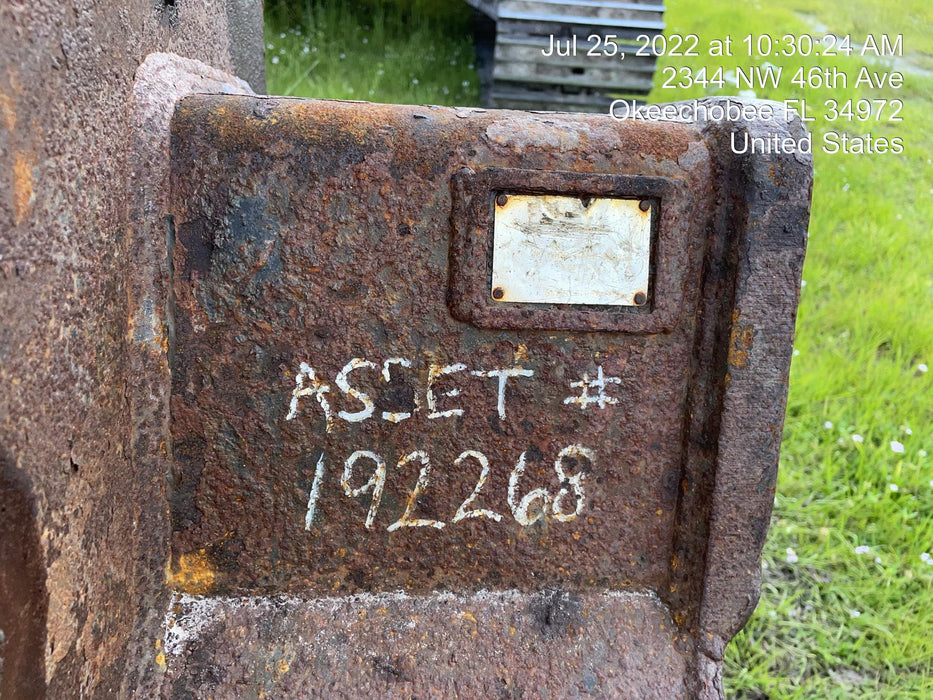 Jul 25, 2022 at 10:30:24 AM
2344 NW 46th Ave
Okeechobee FL 34972
United States
ASSET #
192268